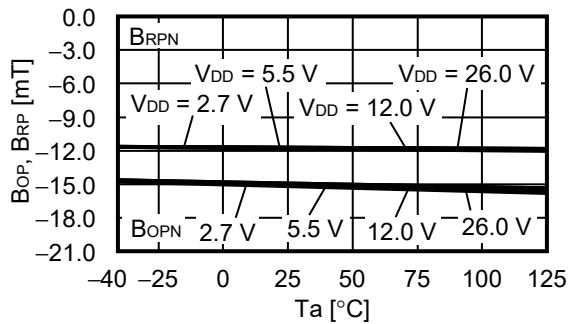 0.0
BRPN
−3.0
−6.0
VDD = 5.5 V
VDD = 26.0 V
VDD = 2.7 V
VDD = 12.0 V
−9.0
−12.0
−15.0
−18.0
BOPN
2.7 V
5.5 V
12.0 V
26.0 V
−21.0
BOP, BRP [mT]
−40
−25
0
25
50
75
100
125
Ta [°C]